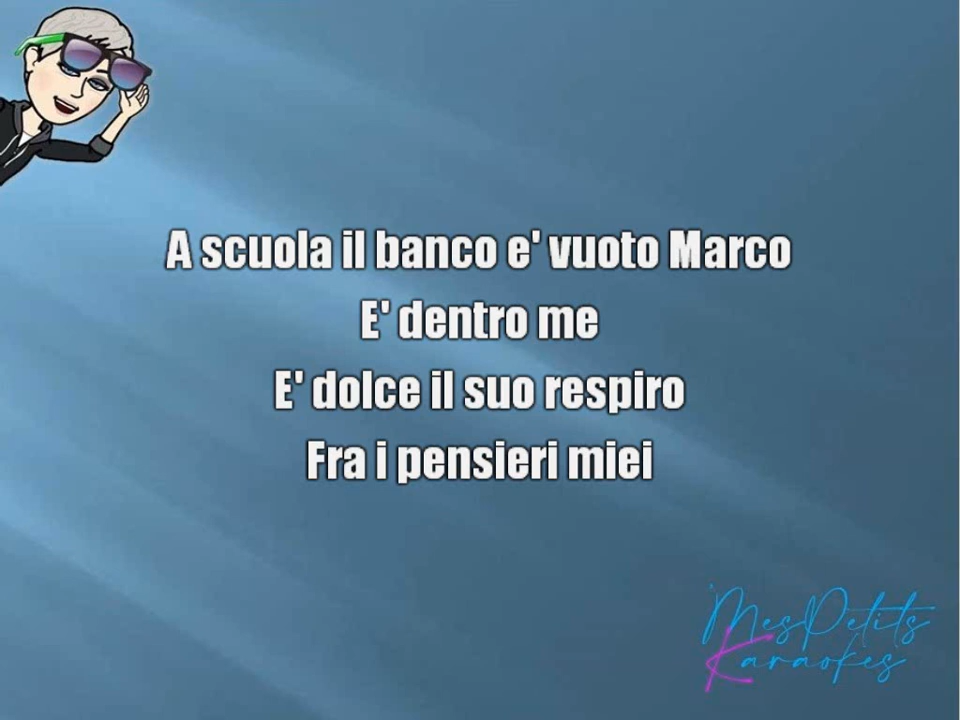 A scuola il banco e' vuoto Marco
E' dentro me
E' dolce il suo respiro
Fra i pensieri miei
MesPetits
Karaokes